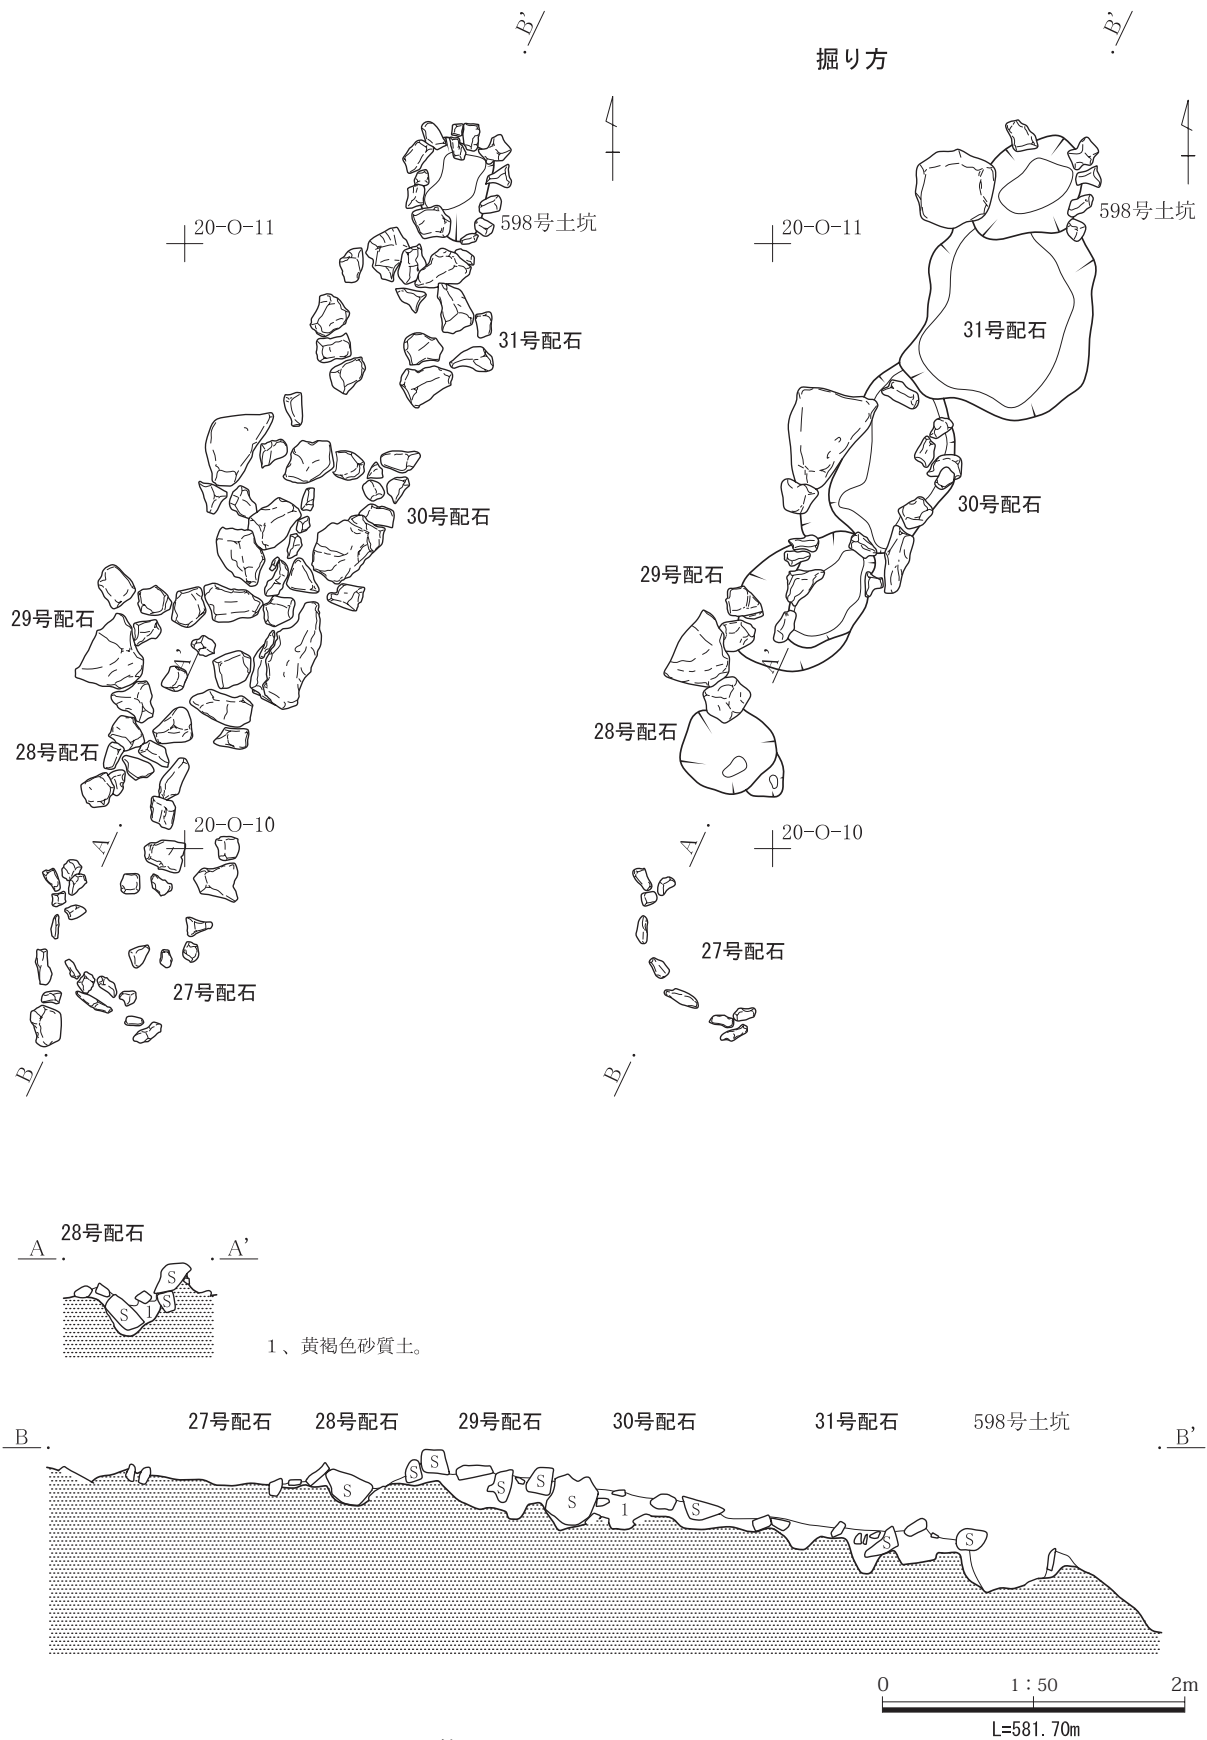 B'
B'
掘り方
20-O-11
598号土坑
20-O-11
598号土坑
31号配石
31号配石
30号配石
30号配石
29号配石
29号配石
A'
A'
28号配石
28号配石
A
20-O-10
A
20-O-10
27号配石
27号配石
B
B
28号配石
A
A'
S
S
S
1
1、黄褐色砂質土。
27号配石
28号配石
29号配石
30号配石
31号配石
598号土坑
B
B'
S
S
S
S
S
S
1
S
S
S
0
1:50
2m
L=581.70m